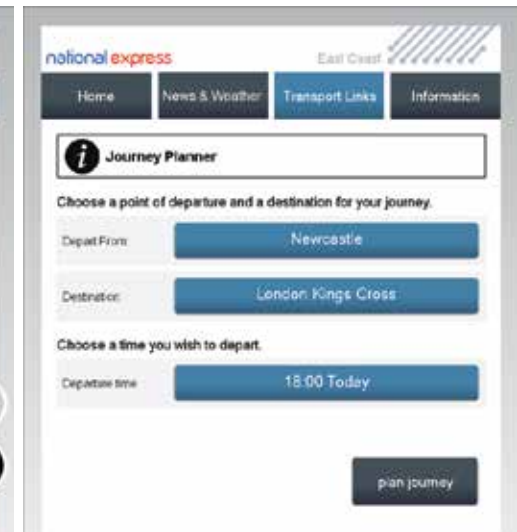 national express
East Coast
Home
News & Weather
Transport Links
Information
i
Journey Planner
Choose a point of departure and a destination for your journey.
Depart From
Newcastle
Destination
London Kings Cross
Choose a time you wish to depart.
Departure time
18:00 Today
plan journey